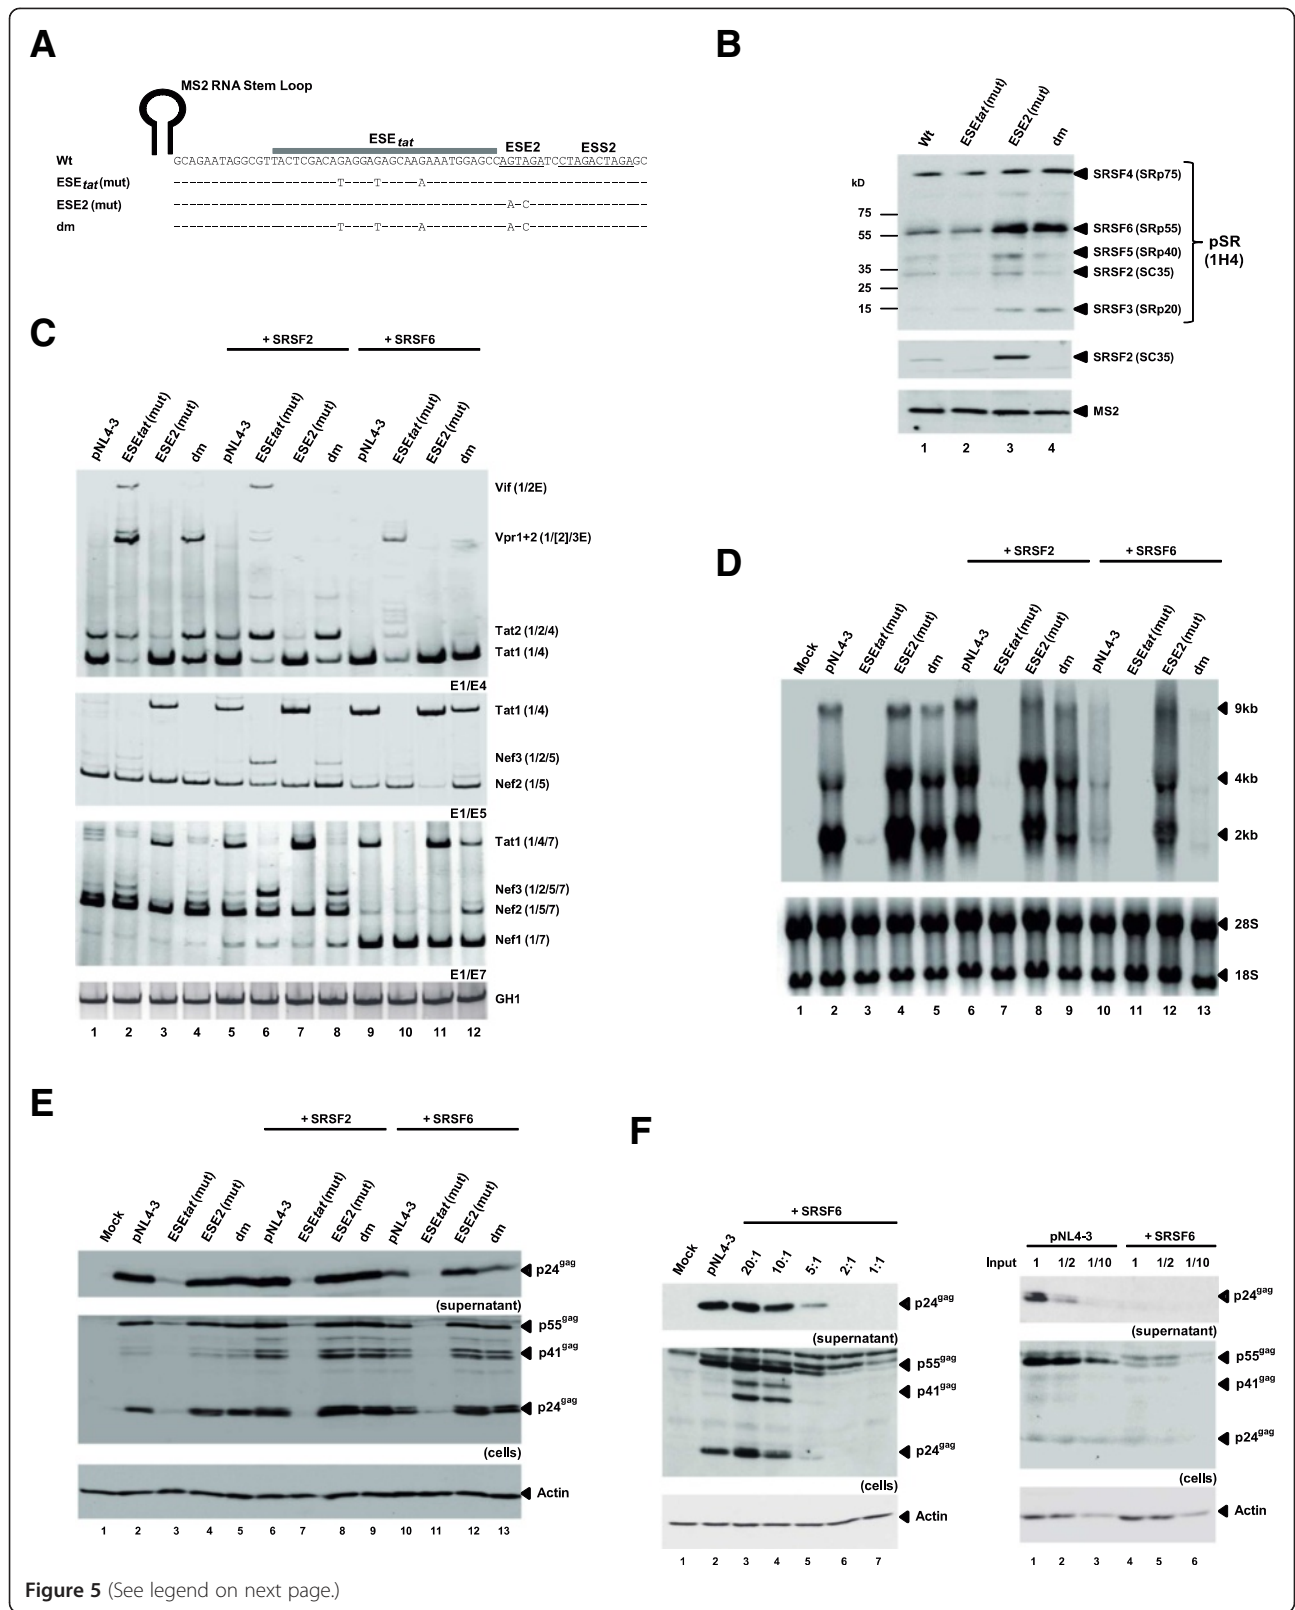 A
MS2 RNA Stem Loop
ESEtat
ESE2
ESS2
Wt
GCAGAATAGGCGTTACTCGACAGAGGAGAGCAAGAAATGGAGCCAGTAGATCCTAGACTAGAGC
ESEtat(mut)
T T A
ESE2 (mut)
A-C
dm
T T A A-C
B
Wt
ESEtat(mut)
ESE2 (mut)
dm
kD
75
55
35
25
15
SRSF4 (SRp75)
SRSF6 (SRp55)
SRSF5 (SRp40)
SRSF2 (SC35)
SRSF3 (SRp20)
pSR
(1H4)
SRSF2 (SC35)
MS2
1 2 3 4
C
+ SRSF2
+ SRSF6
pNL4-3
ESEtat(mut)
ESE2 (mut)
dm
pNL4-3
ESEtat(mut)
ESE2 (mut)
dm
pNL4-3
ESEtat(mut)
ESE2 (mut)
dm
Vif (1/2E)
Vpr1+2 (1/[2]/3E)
Tat2 (1/2/4)
Tat1 (1/4)
E1/E4
Tat1 (1/4)
Nef3 (1/2/5)
Nef2 (1/5)
E1/E5
Tat1 (1/4/7)
Nef3 (1/2/5/7)
Nef2 (1/5/7)
Nef1 (1/7)
E1/E7
GH1
1 2 3 4 5 6 7 8 9 10 11 12
D
+ SRSF2
+ SRSF6
Mock
pNL4-3
ESEtat(mut)
ESE2 (mut)
dm
pNL4-3
ESEtat(mut)
ESE2 (mut)
dm
pNL4-3
ESEtat(mut)
ESE2 (mut)
dm
9kb
4kb
2kb
28S
18S
1 2 3 4 5 6 7 8 9 10 11 12 13
E
+ SRSF2
+ SRSF6
Mock
pNL4-3
ESEtat(mut)
ESE2 (mut)
dm
pNL4-3
ESEtat(mut)
ESE2 (mut)
dm
pNL4-3
ESEtat(mut)
ESE2 (mut)
dm
p24gag
(supernatant)
p55gag
p41gag
p24gag
(cells)
Actin
1 2 3 4 5 6 7 8 9 10 11 12 13
F
+ SRSF6
Mock
pNL4-3
20:1
10:1
5:1
2:1
1:1
p24gag
(supernatant)
p55gag
p41gag
p24gag
(cells)
Actin
1 2 3 4 5 6 7
pNL4-3
+ SRSF6
Input 1 1/2 1/10 1 1/2 1/10
p24gag
(supernatant)
p55gag
p41gag
p24gag
(cells)
Actin
1 2 3 4 5 6
Figure 5 (See legend on next page.)